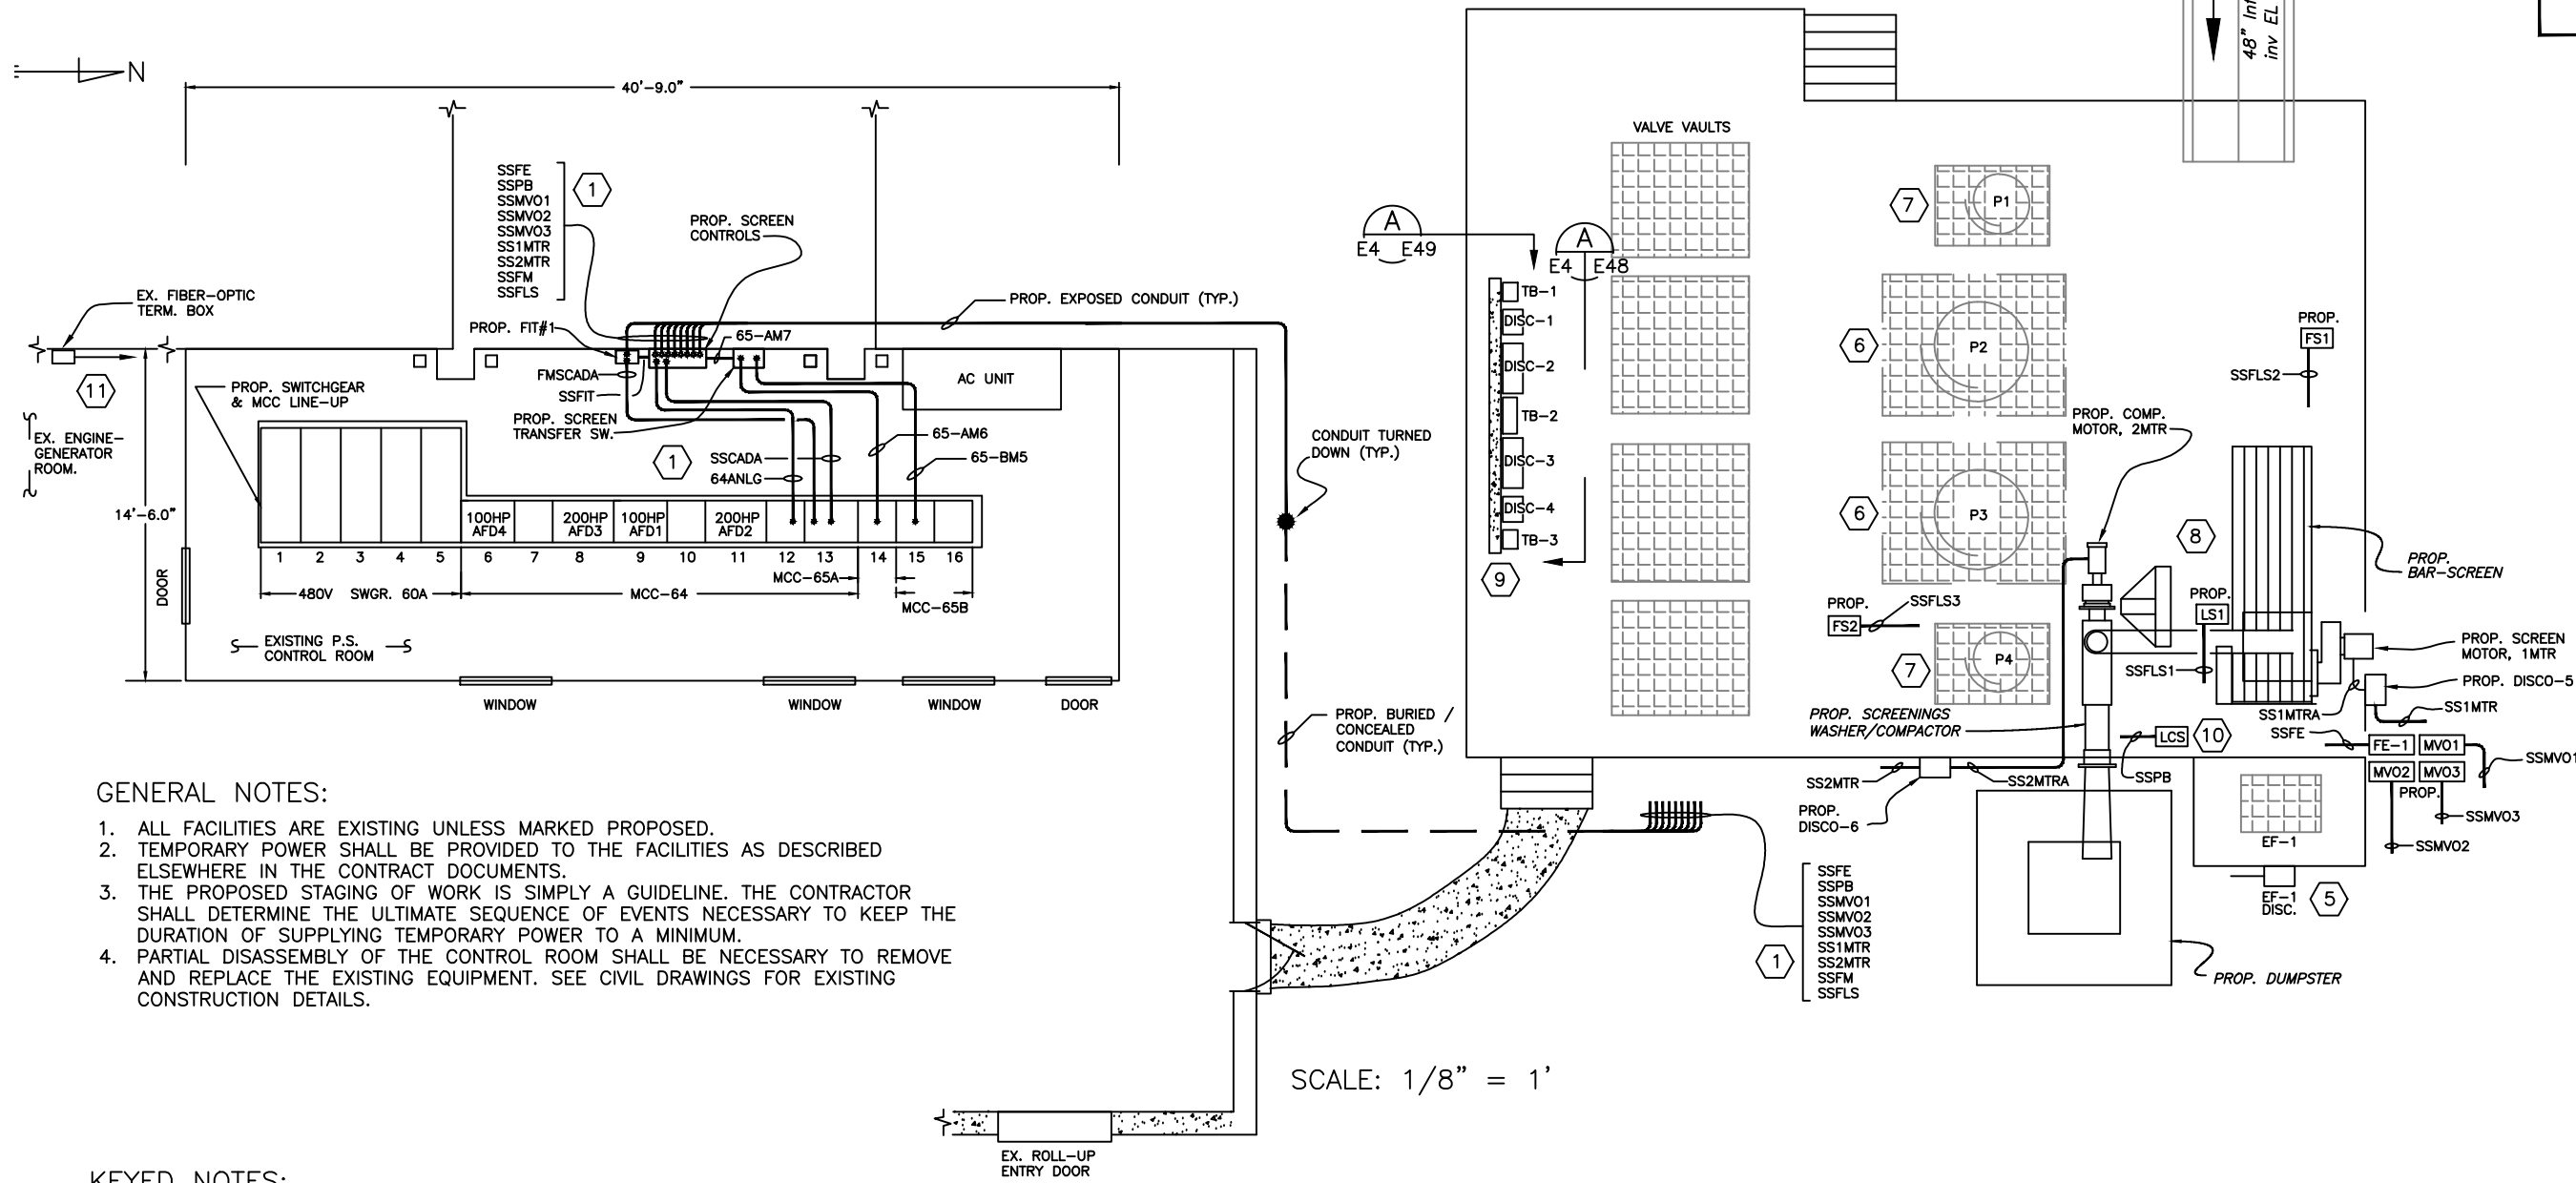 N
40'-9.0"
SSFE
SSPB
SSMVO1
SSMVO2
SSMVO3
SS1MTR
SS2MTR
SSFM
SSFLS
1
PROP. SCREEN
CONTROLS
EX. FIBER-OPTIC
TERM. BOX
PROP. FIT#1
65-AM7
PROP. EXPOSED CONDUIT (TYP.)
11
FMSCADA
SSFIT
AC UNIT
PROP. SWITCHGEAR
& MCC LINE-UP
PROP. SCREEN
TRANSFER SW.
EX. ENGINE-
GENERATOR
ROOM.
1
SSCADA
64ANLG
65-AM6
65-BM5
14'-6.0"
100HP
AFD4
200HP
AFD3
100HP
AFD1
200HP
AFD2
1 2 3 4 5 6 7 8 9 10 11 12 13 14 15 16
MCC-65A
480V SWGR. 60A
MCC-64
MCC-65B
DOOR
EXISTING P.S.
CONTROL ROOM
WINDOW
WINDOW
WINDOW
DOOR
CONDUIT TURNED
DOWN (TYP.)
PROP. BURIED /
CONCEALED
CONDUIT (TYP.)
48"
inv EL
VALVE VAULTS
A
E4 E49
A
E4 E48
TB-1
DISC-1
DISC-2
TB-2
DISC-3
DISC-4
TB-3
9
7
P1
6
P2
6
P3
7
P4
PROP.
FS1
SSFLS2
PROP. COMP.
MOTOR, 2MTR
8
PROP.
BAR-SCREEN
PROP.
FS2
SSFLS3
PROP.
LS1
SSFLS1
PROP. SCREEN
MOTOR, 1MTR
PROP. DISCO-5
SS1MTRA
SS1MTR
PROP. SCREENINGS
WASHER/COMPACTOR
LCS
10
SSFE
FE-1
MVO1
SSMVO1
MVO2
MVO3
PROP.
SSMVO3
SSMVO2
SS2MTR
SS2MTRA
SSPB
PROP.
DISCO-6
EF-1
EF-1
DISC.
5
SSFE
SSPB
SSMVO1
SSMVO2
SSMVO3
SS1MTR
SS2MTR
SSFM
SSFLS
1
PROP. DUMPSTER
GENERAL NOTES:
1. ALL FACILITIES ARE EXISTING UNLESS MARKED PROPOSED.
2. TEMPORARY POWER SHALL BE PROVIDED TO THE FACILITIES AS DESCRIBED
ELSEWHERE IN THE CONTRACT DOCUMENTS.
3. THE PROPOSED STAGING OF WORK IS SIMPLY A GUIDELINE. THE CONTRACTOR
SHALL DETERMINE THE ULTIMATE SEQUENCE OF EVENTS NECESSARY TO KEEP THE
DURATION OF SUPPLYING TEMPORARY POWER TO A MINIMUM.
4. PARTIAL DISASSEMBLY OF THE CONTROL ROOM SHALL BE NECESSARY TO REMOVE
AND REPLACE THE EXISTING EQUIPMENT. SEE CIVIL DRAWINGS FOR EXISTING
CONSTRUCTION DETAILS.
SCALE: 1/8" = 1'
EX. ROLL-UP
ENTRY DOOR
KEYED NOTES: